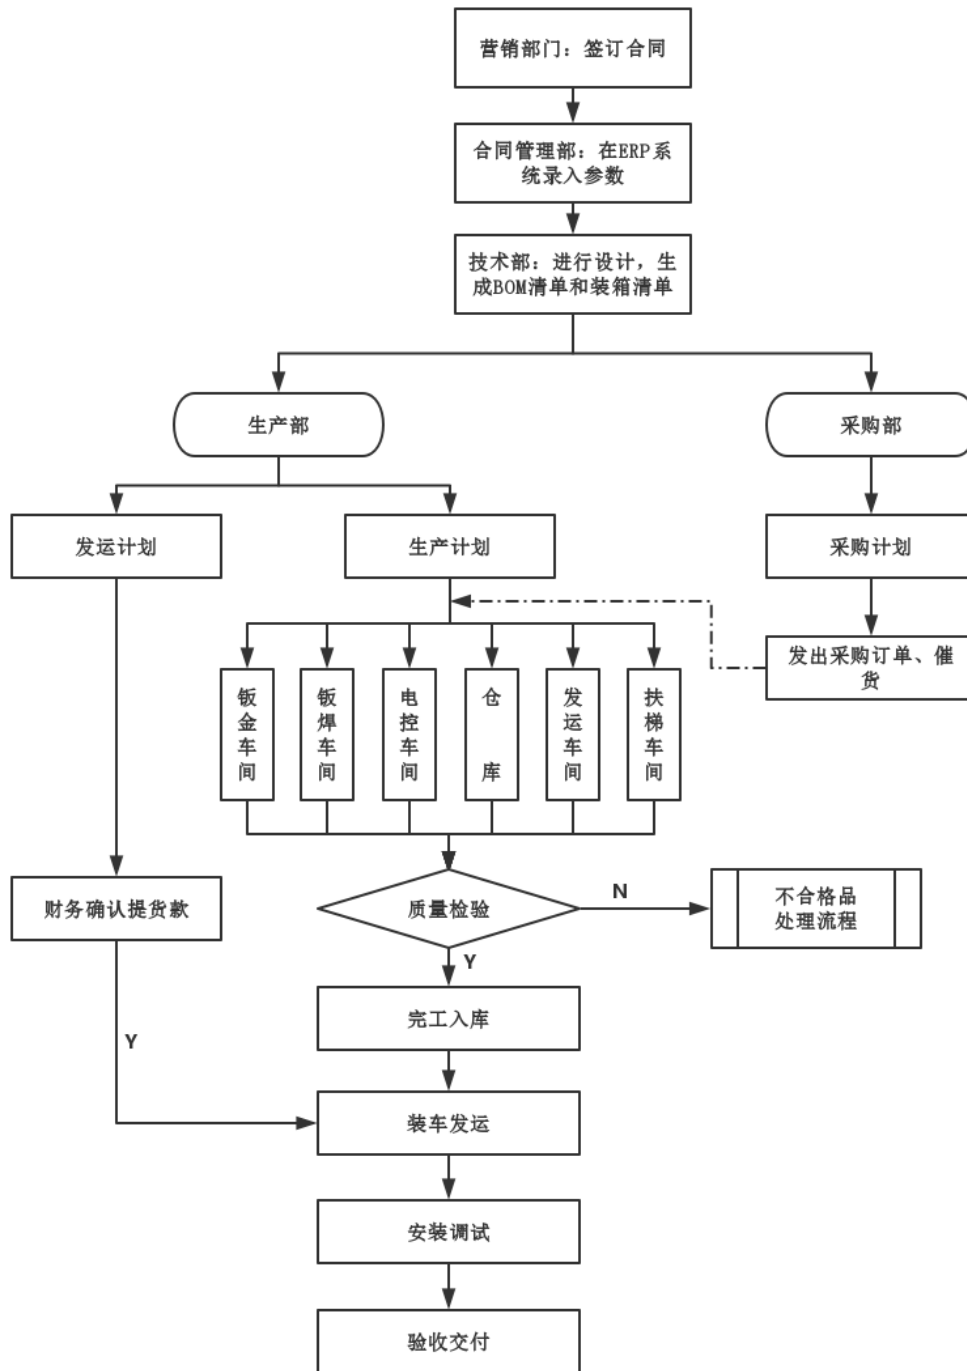 营销部门：签订合同
合同管理部：在ERP系
统录入参数
技术部：进行设计，生
成BOM清单和装箱清单
生产部
采购部
发运计划
生产计划
采购计划
发出采购订单、催
货
钣金车间
钣焊车间
电控车间
仓库
发运车间
扶梯车间
财务确认提货款
质量检验
N
不合格品
处理流程
Y
完工入库
Y
装车发运
安装调试
验收交付